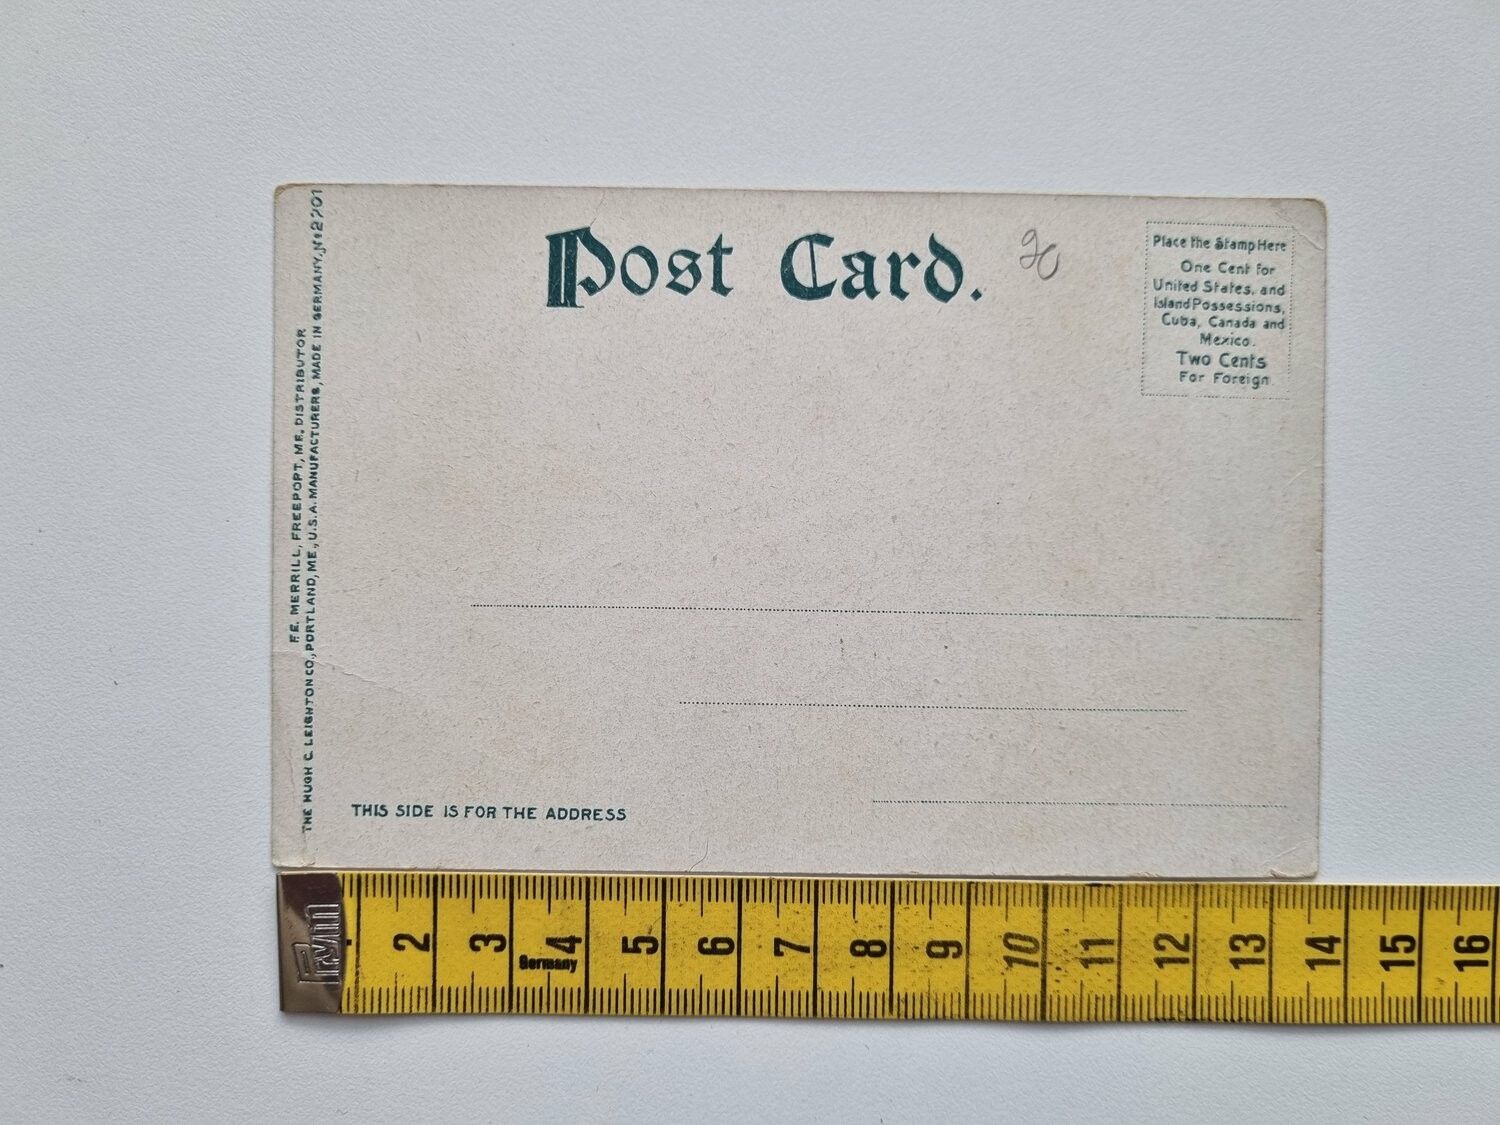 Post Card.
20
Place the Stamp Here
One Cent for
United States, and
Island Possessions,
Cuba, Canada and
Mexico.
Two Cents
For Foreign.
F.E. MERRILL, FREEPORT, ME. DISTRIBUTOR
THE HUGH C. LEIGHTON CO., PORTLAND, ME., U.S.A. MANUFACTURERS, MADE IN GERMANY, № 2201
THIS SIDE IS FOR THE ADDRESS
Prym
2 3 4 5 6 7 8 9 10 11 12 13 14 15 16
Germany